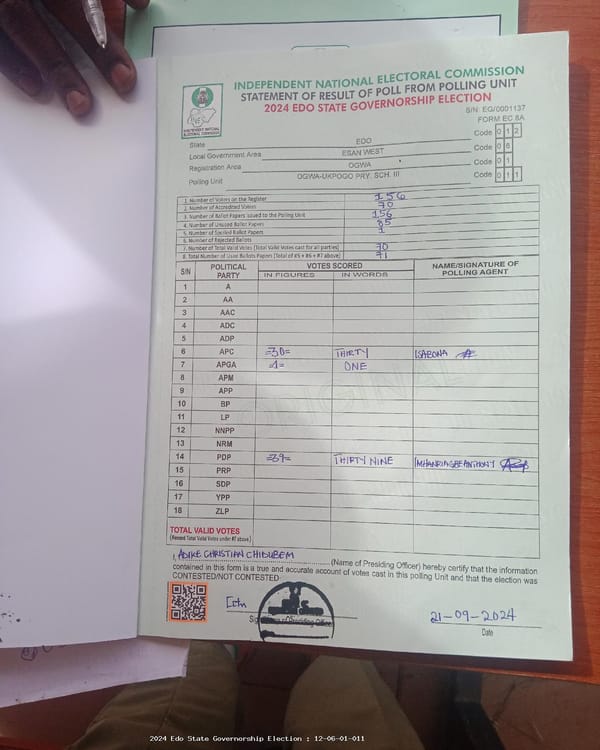 INDEPENDENT NATIONAL ELECTORAL COMMISSION
STATEMENT OF RESULT OF POLL FROM POLLING UNIT
2024 EDO STATE GOVERNORSHIP ELECTION
S/N: EG/0001137
FORM EC 8A
INDEPENDENT NATIONAL ELECTORAL COMMISSION
State EDO Code 0 1 2
Local Government Area ESAN WEST Code 0 6
Registration Area OGWA Code 0 1
Polling Unit OGWA-UKPOGO PRY. SCH. III Code 0 1 1
1. Number of Voters on the Register 156
2. Number of Accredited Voters 70
3. Number of Ballot Papers Issued to the Polling Unit 156
4. Number of Unused Ballot Papers 85
5. Number of Spoiled Ballot Papers 1
6. Number of Rejected Ballots
7. Number of Total Valid Votes (Total Valid Votes cast for all parties) 70
8. Total Number of Used Ballots Papers (Total of #5 + #6 + #7 above) 71
S/N POLITICAL PARTY VOTES SCORED NAME/SIGNATURE OF POLLING AGENT
IN FIGURES IN WORDS
1 A
2 AA
3 AAC
4 ADC
5 ADP
6 APC =30= THIRTY ISABONA
7 APGA =1= ONE
8 APM
9 APP
10 BP
11 LP
12 NNPP
13 NRM
14 PDP =39= THIRTY NINE
15 PRP
16 SDP
17 YPP
18 ZLP
TOTAL VALID VOTES
(Record Total Valid Votes under #7 above)
I, ADIKE CHRISTIAN CHIDUBEM (Name of Presiding Officer) hereby certify that the information
contained in this form is a true and accurate account of votes cast in this polling Unit and that the election was
CONTESTED/NOT CONTESTED
21-09-2024
Date
2024 Edo State Governorship Election : 12-06-01-011